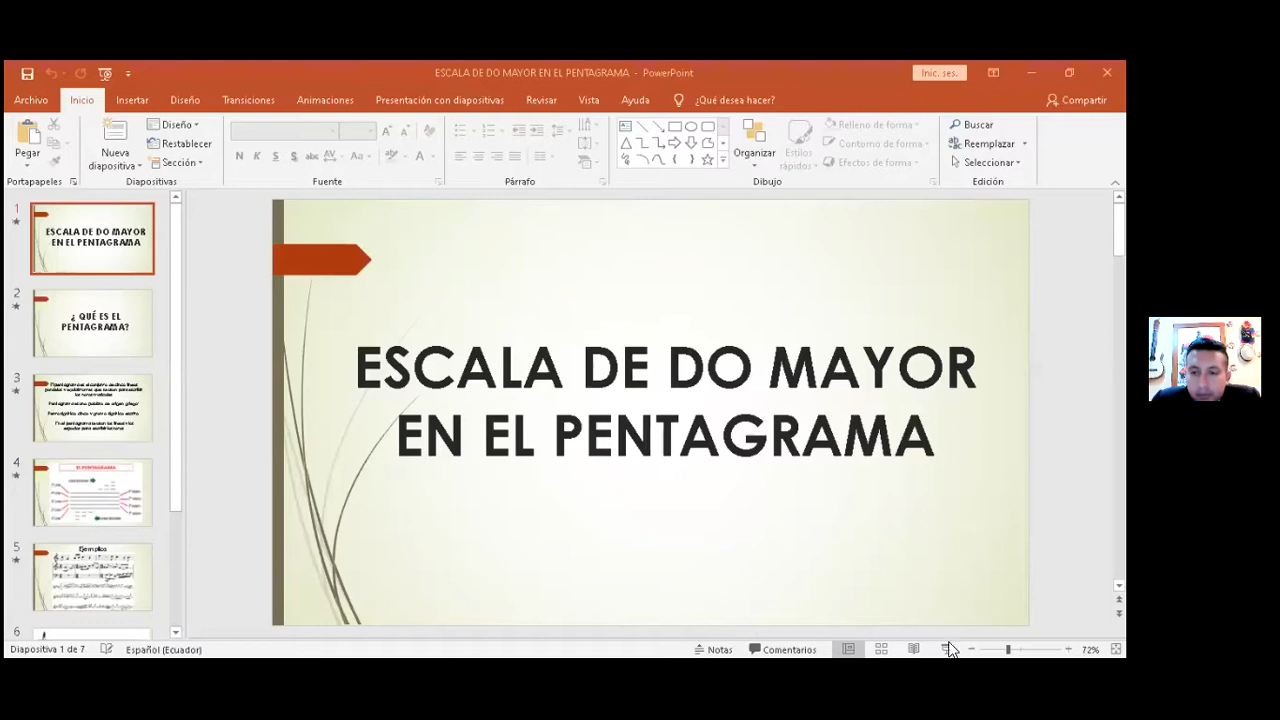 ESCALA DE DO MAYOR EN EL PENTAGRAMA - PowerPoint
Inic. ses.
Archivo Inicio Insertar Diseño Transiciones Animaciones Presentación con diapositivas Revisar Vista Ayuda ¿Qué desea hacer? Compartir
Pegar
Nueva
diapositiva
Diseño
Restablecer
Sección
N K S S abc AV Aa A
Organizar
Estilos
rápidos
Relleno de forma
Contorno de forma
Efectos de forma
Buscar
Reemplazar
Seleccionar
Portapapeles Diapositivas Fuente Párrafo Dibujo Edición
1
ESCALA DE DO MAYOR
EN EL PENTAGRAMA
2
¿ QUÉ ES EL
PENTAGRAMA?
3
4
EL PENTAGRAMA
5
Ejemplos
6
ESCALA DE DO MAYOR
EN EL PENTAGRAMA
Diapositiva 1 de 7 Español (Ecuador) Notas Comentarios 72%